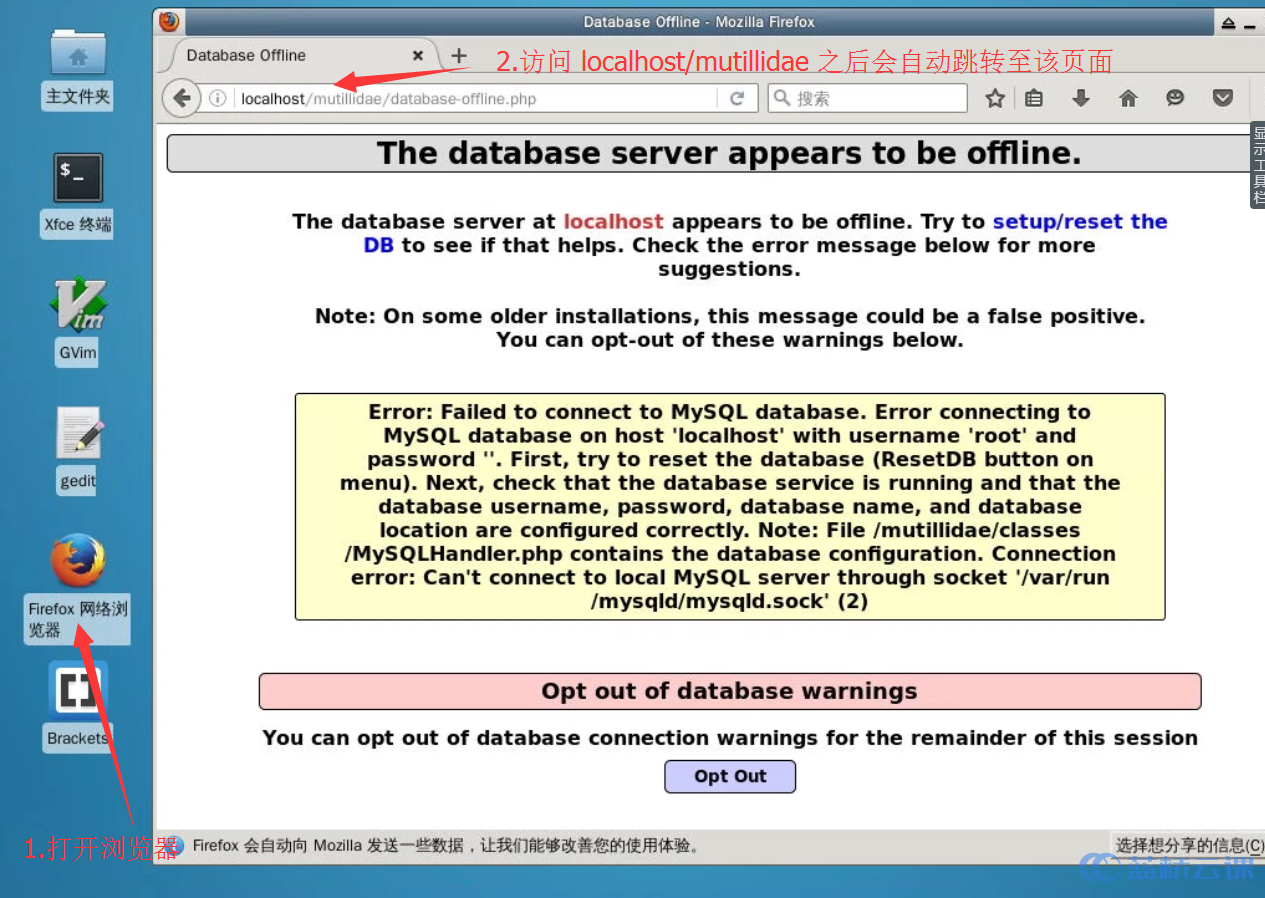 Database Offline - Mozilla Firefox
Database Offline
2.访问 localhost/mutillidae 之后会自动跳转至该页面
localhost/mutillidae/database-offline.php
搜索
显示工具栏
主文件夹
$_
Xfce 终端
Vim
GVim
gedit
Firefox 网络浏
览器
Brackets
1.打开浏览器
The database server appears to be offline.
The database server at localhost appears to be offline. Try to setup/reset the
DB to see if that helps. Check the error message below for more
suggestions.
Note: On some older installations, this message could be a false positive.
You can opt-out of these warnings below.
Error: Failed to connect to MySQL database. Error connecting to
MySQL database on host 'localhost' with username 'root' and
password ''. First, try to reset the database (ResetDB button on
menu). Next, check that the database service is running and that the
database username, password, database name, and database
location are configured correctly. Note: File /mutillidae/classes
/MySQLHandler.php contains the database configuration. Connection
error: Can't connect to local MySQL server through socket '/var/run
/mysqld/mysqld.sock' (2)
Opt out of database warnings
You can opt out of database connection warnings for the remainder of this session
Opt Out
Firefox 会自动向 Mozilla 发送一些数据，让我们能够改善您的使用体验。
选择想分享的信息(C)
蓝桥云课